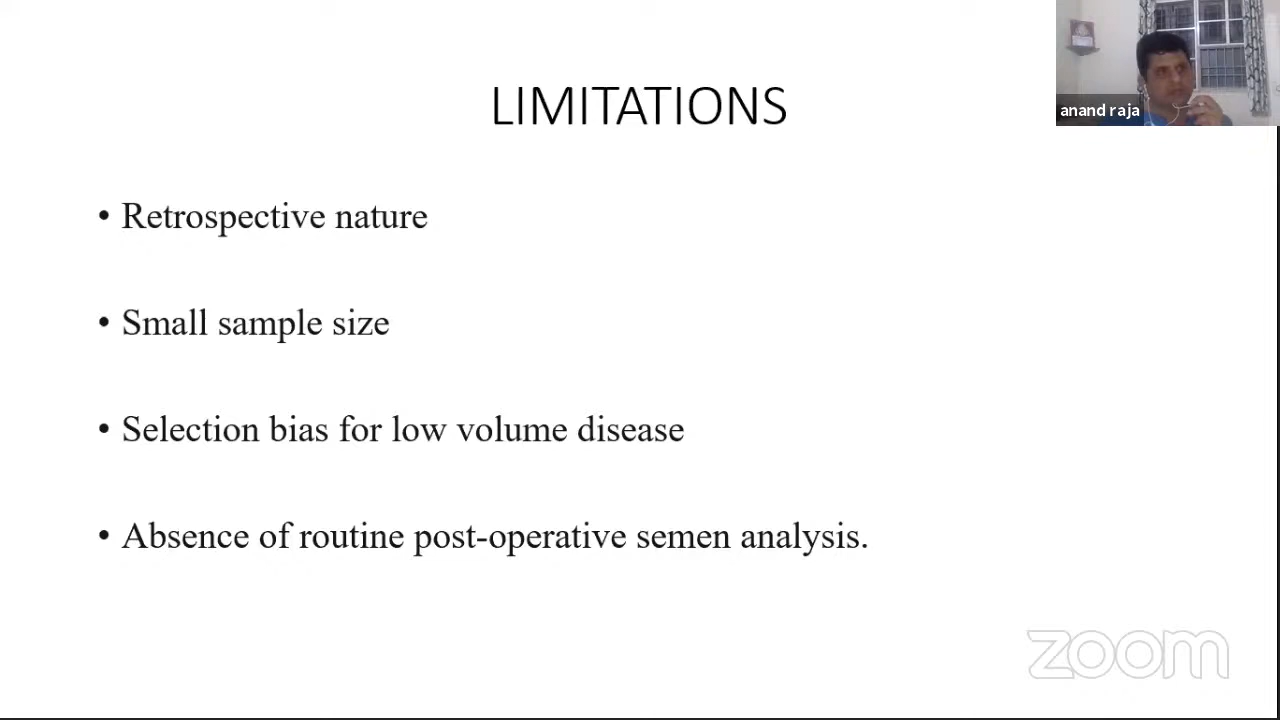 LIMITATIONS
anand raja
• Retrospective nature
• Small sample size
• Selection bias for low volume disease
• Absence of routine post-operative semen analysis.
zoom